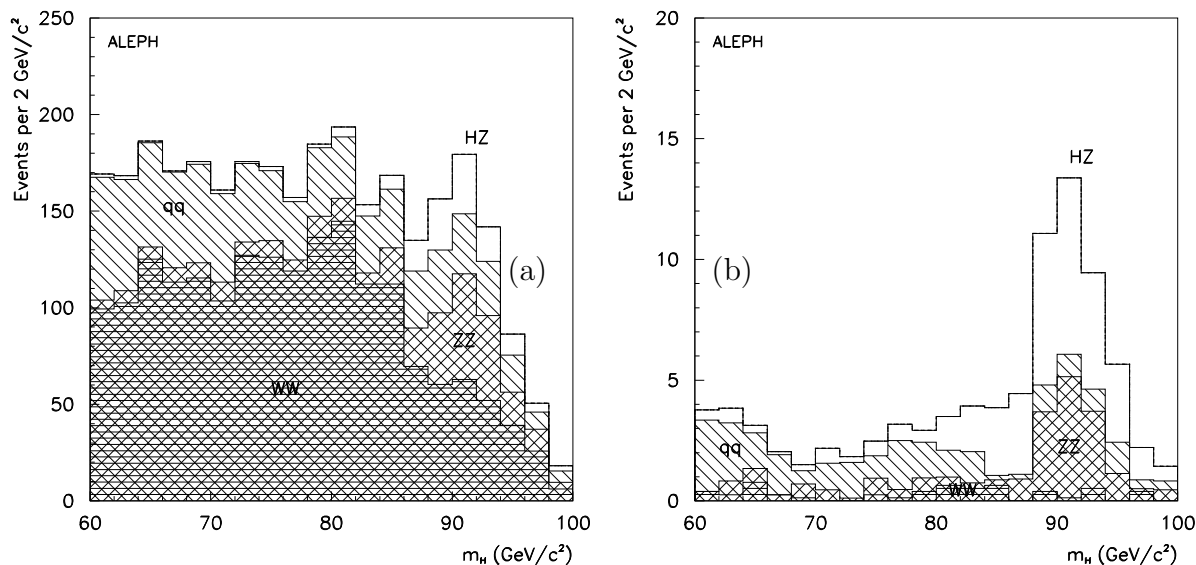 Events per 2 GeV/c²
250
200
150
100
50
0
ALEPH
HZ
qq
(a)
ZZ
WW
60
70
80
90
100
m_H (GeV/c²)
Events per 2 GeV/c²
20
15
10
5
0
ALEPH
HZ
(b)
qq
ZZ
WW
60
70
80
90
100
m_H (GeV/c²)